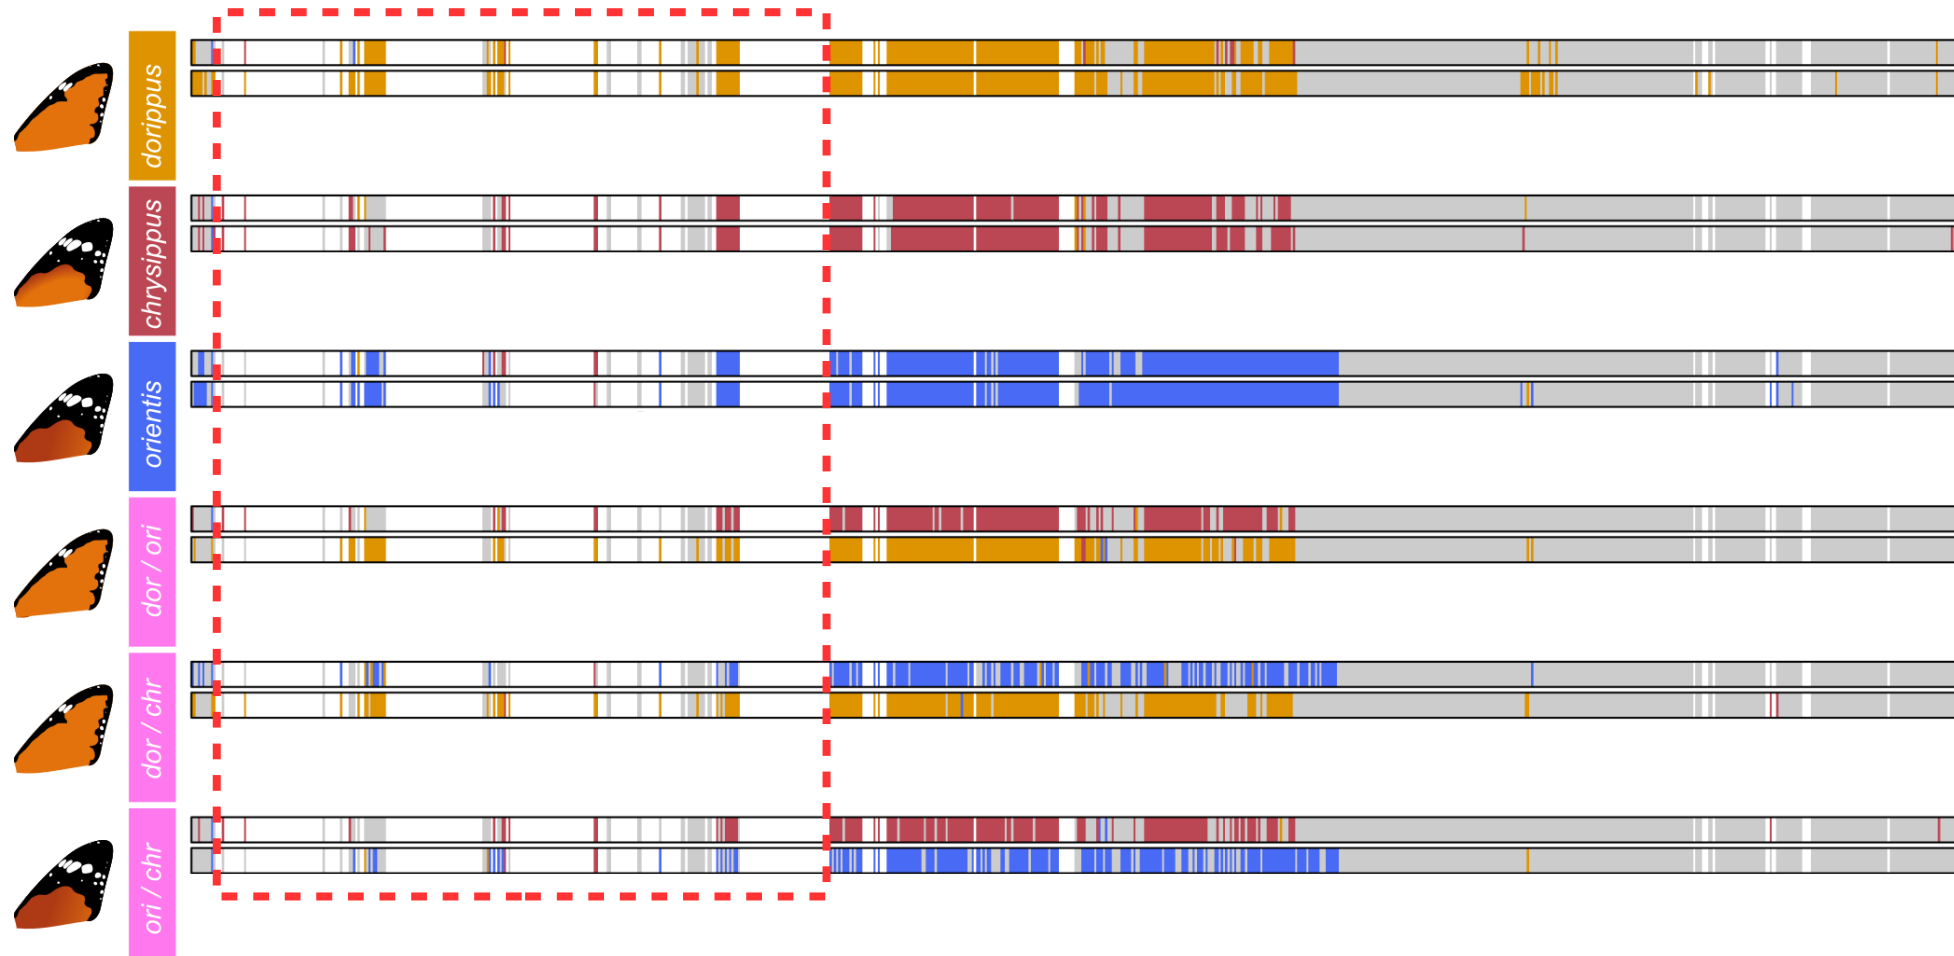 dorippus
chrysippus
orientis
dor / ori
dor / chr
ori / chr